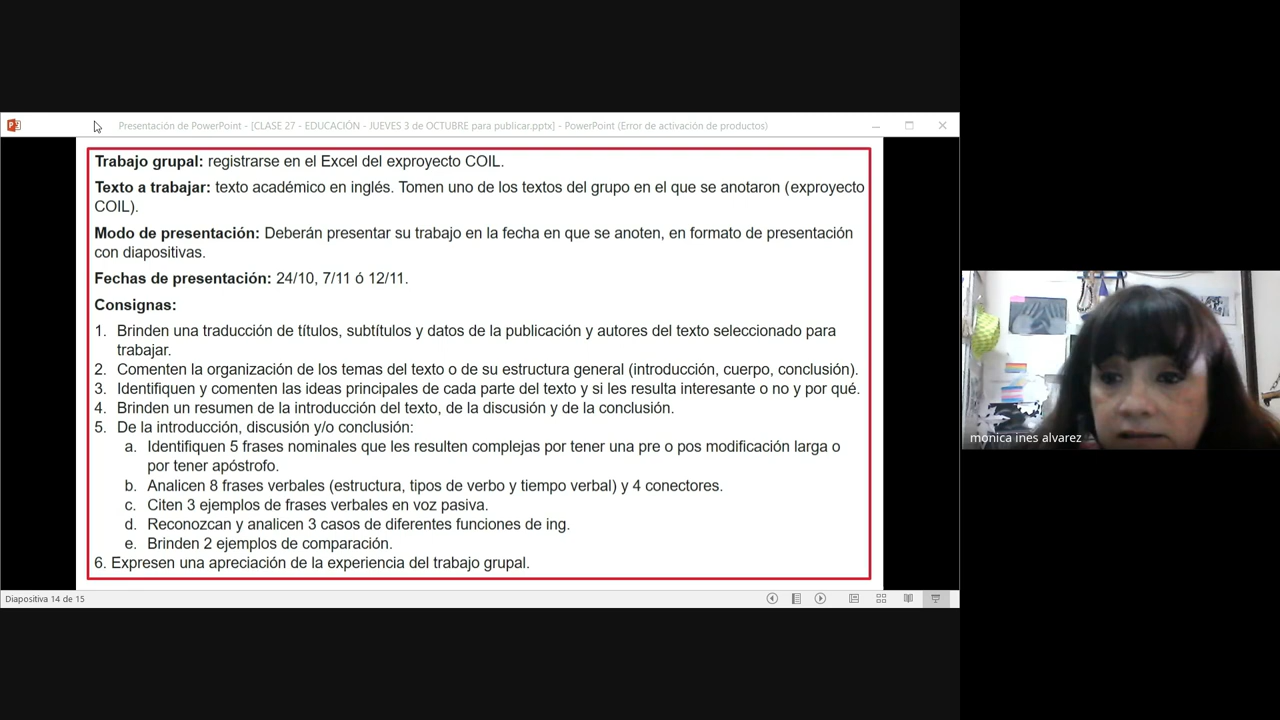 Presentación de PowerPoint - [CLASE 27 - EDUCACIÓN - JUEVES 3 de OCTUBRE para publicar.pptx] - PowerPoint (Error de activación de productos)
Trabajo grupal: registrarse en el Excel del exproyecto COIL.
Texto a trabajar: texto académico en inglés. Tomen uno de los textos del grupo en el que se anotaron (exproyecto
COIL).
Modo de presentación: Deberán presentar su trabajo en la fecha en que se anoten, en formato de presentación
con diapositivas.
Fechas de presentación: 24/10, 7/11 ó 12/11.
Consignas:
1. Brinden una traducción de títulos, subtítulos y datos de la publicación y autores del texto seleccionado para
trabajar.
2. Comenten la organización de los temas del texto o de su estructura general (introducción, cuerpo, conclusión).
3. Identifiquen y comenten las ideas principales de cada parte del texto y si les resulta interesante o no y por qué.
4. Brinden un resumen de la introducción del texto, de la discusión y de la conclusión.
5. De la introducción, discusión y/o conclusión:
a. Identifiquen 5 frases nominales que les resulten complejas por tener una pre o pos modificación larga o
por tener apóstrofo.
b. Analicen 8 frases verbales (estructura, tipos de verbo y tiempo verbal) y 4 conectores.
c. Citen 3 ejemplos de frases verbales en voz pasiva.
d. Reconozcan y analicen 3 casos de diferentes funciones de ing.
e. Brinden 2 ejemplos de comparación.
6. Expresen una apreciación de la experiencia del trabajo grupal.
Diapositiva 14 de 15
monica ines alvarez